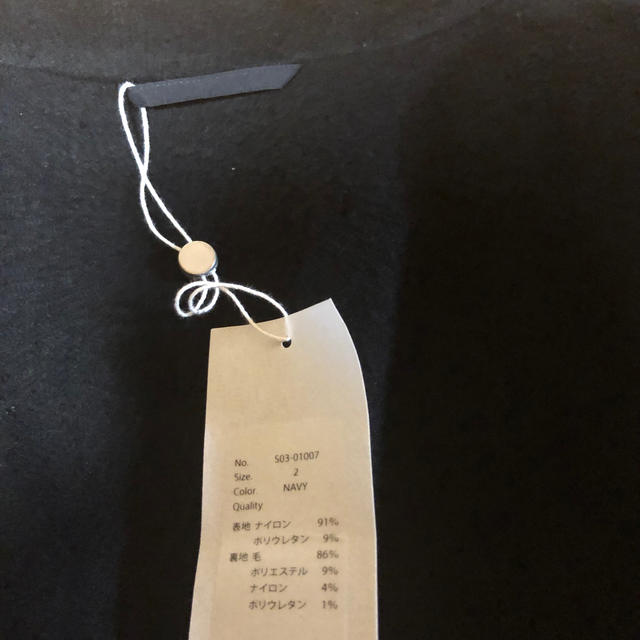 No. S03-01007
Size. 2
Color NAVY
Quality
表地 ナイロン 91%
ポリウレタン 9%
裏地 毛 86%
ポリエステル 9%
ナイロン 4%
ポリウレタン 1%